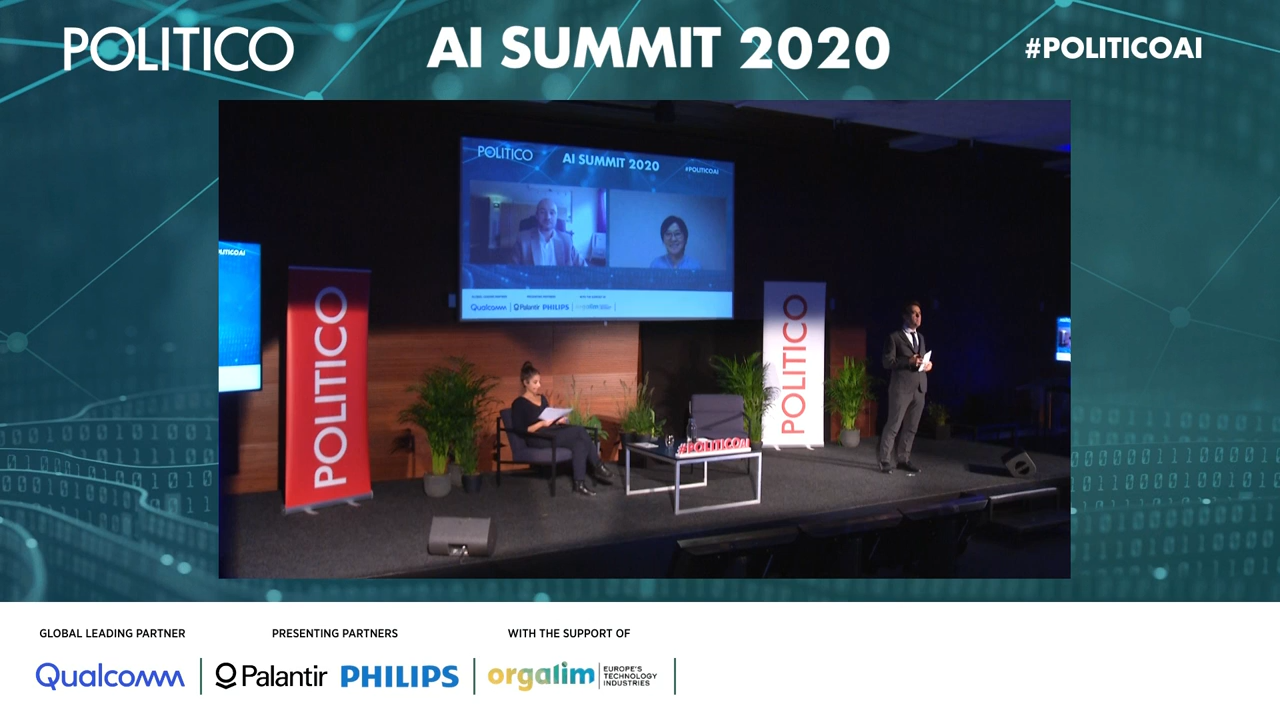 POLITICO
AI SUMMIT 2020
#POLITICOAI
POLITICO
AI SUMMIT 2020
#POLITICOAI
Qualcomm
Palantir
PHILIPS
POLITICO
POLITICO
#POLITICOAI
GLOBAL LEADING PARTNER
PRESENTING PARTNERS
WITH THE SUPPORT OF
Qualcomm
Palantir
PHILIPS
orgalim
EUROPE'S
TECHNOLOGY
INDUSTRIES